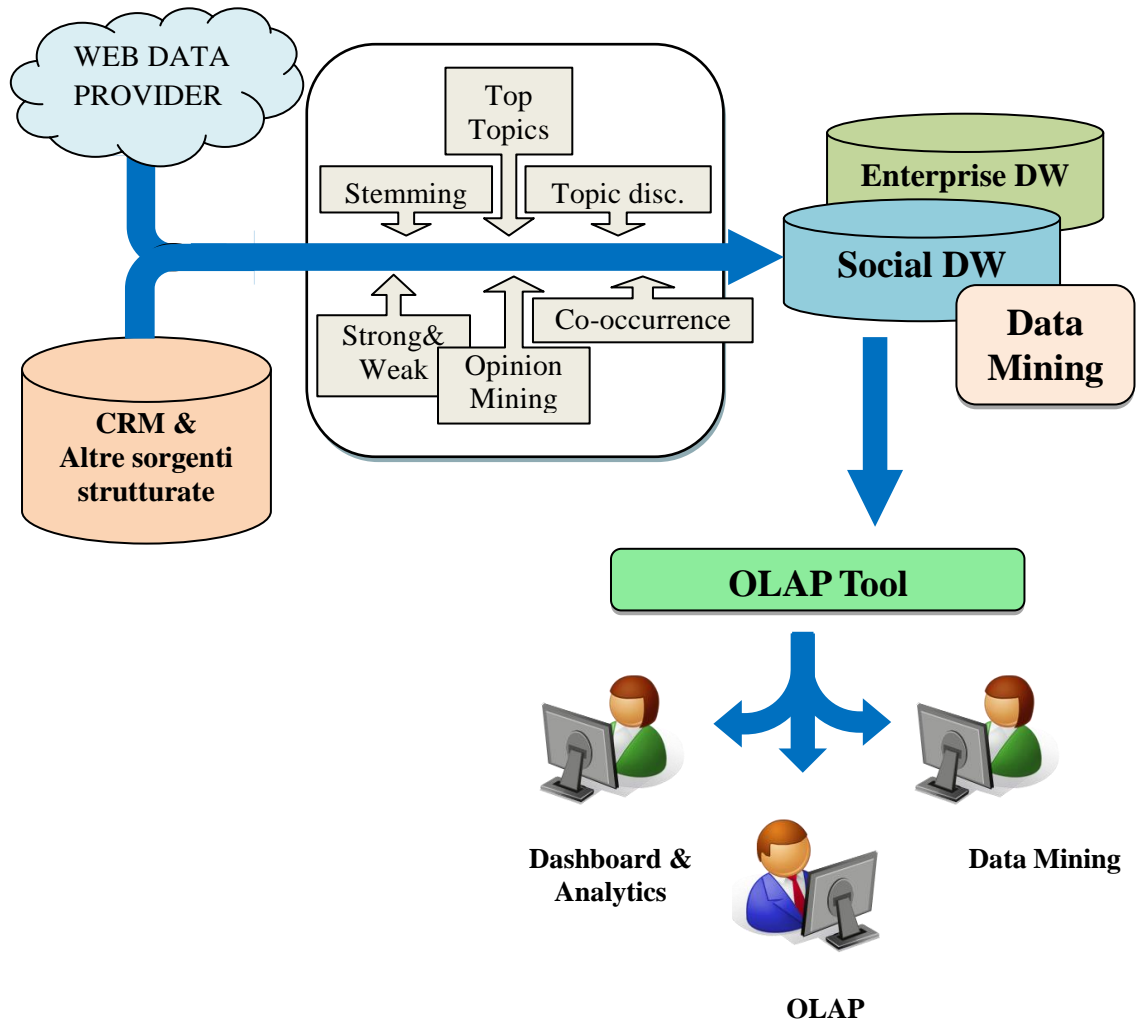 WEB DATA
PROVIDER
Top
Topics
Stemming
Topic disc.
Strong&
Weak
Opinion
Mining
Co-occurrence
Enterprise DW
Social DW
Data
Mining
CRM &
Altre sorgenti
strutturate
OLAP Tool
Dashboard &
Analytics
OLAP
Data Mining